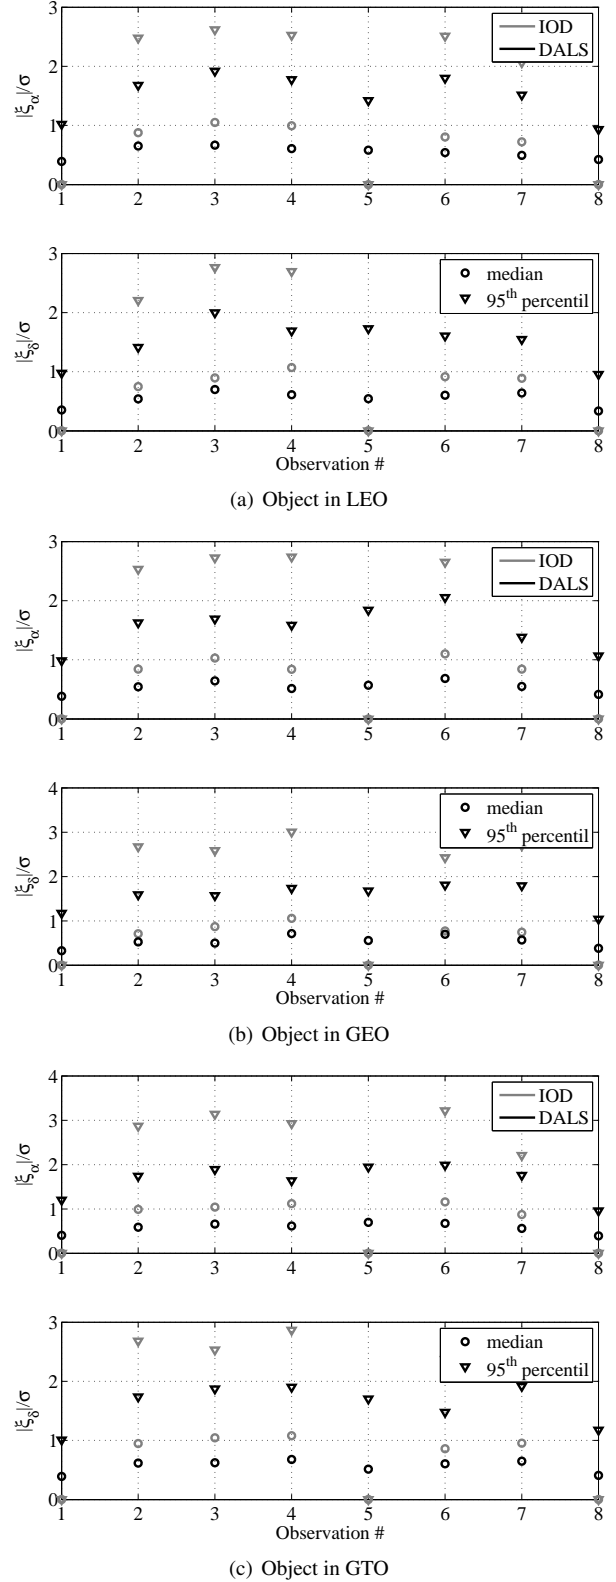 3
2
1
0
|ξα|/σ
IOD
DALS
1 2 3 4 5 6 7 8
3
2
1
0
|ξδ|/σ
median
95th percentil
1 2 3 4 5 6 7 8
Observation #
(a) Object in LEO
3
2
1
0
|ξα|/σ
IOD
DALS
1 2 3 4 5 6 7 8
4
3
2
1
0
|ξδ|/σ
median
95th percentil
1 2 3 4 5 6 7 8
Observation #
(b) Object in GEO
4
3
2
1
0
|ξα|/σ
IOD
DALS
1 2 3 4 5 6 7 8
3
2
1
0
|ξδ|/σ
median
95th percentil
1 2 3 4 5 6 7 8
Observation #
(c) Object in GTO